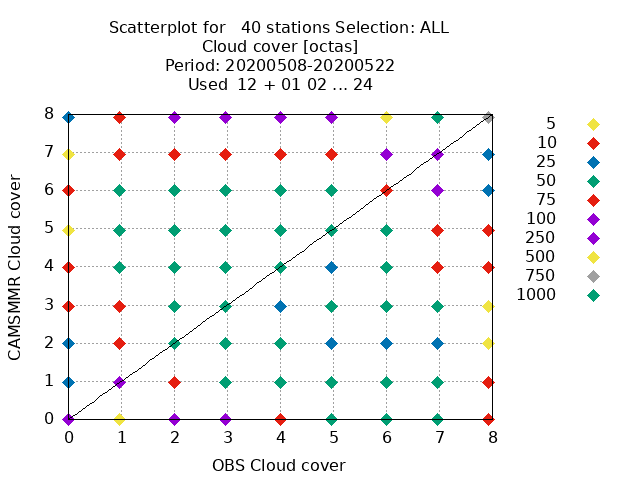 Scatterplot for   40 stations Selection: ALL
Cloud cover [octas]
Period: 20200508-20200522
Used  12 + 01 02 ... 24
8
7
6
5
4
3
2
1
0
CAMSMMR Cloud cover
0 1 2 3 4 5 6 7 8
OBS Cloud cover
5
10
25
50
75
100
250
500
750
1000